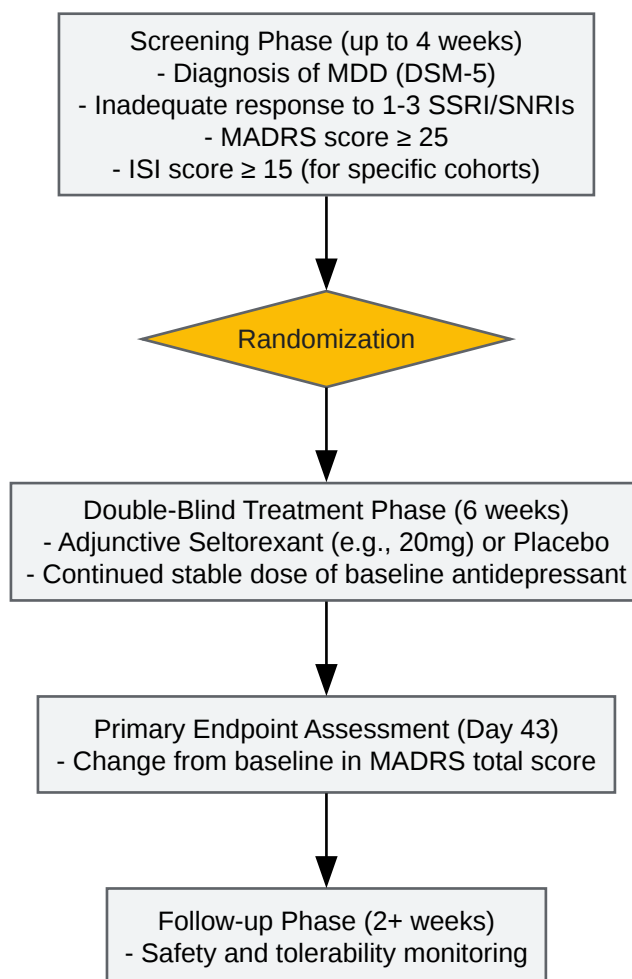 Screening Phase (up to 4 weeks)
- Diagnosis of MDD (DSM-5)
- Inadequate response to 1-3 SSRI/SNRIs
- MADRS score ≥ 25
- ISI score ≥ 15 (for specific cohorts)
Randomization
Double-Blind Treatment Phase (6 weeks)
- Adjunctive Seltorexant (e.g., 20mg) or Placebo
- Continued stable dose of baseline antidepressant
Primary Endpoint Assessment (Day 43)
- Change from baseline in MADRS total score
Follow-up Phase (2+ weeks)
- Safety and tolerability monitoring